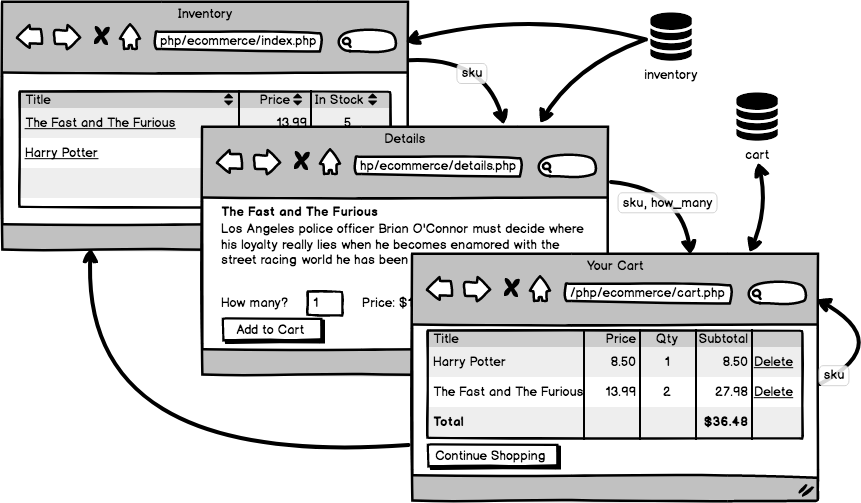 Inventory
php/ecommerce/index.php
Title Price In Stock
The Fast and The Furious 13.99 5
Harry Potter
sku
inventory
cart
Details
hp/ecommerce/details.php
The Fast and The Furious
Los Angeles police officer Brian O'Connor must decide where
his loyalty really lies when he becomes enamored with the
street racing world he has been
How many? 1 Price: $1
Add to Cart
sku, how_many
Your Cart
/php/ecommerce/cart.php
Title Price Qty Subtotal
Harry Potter 8.50 1 8.50 Delete
The Fast and The Furious 13.99 2 27.98 Delete
Total $36.48
Continue Shopping
sku